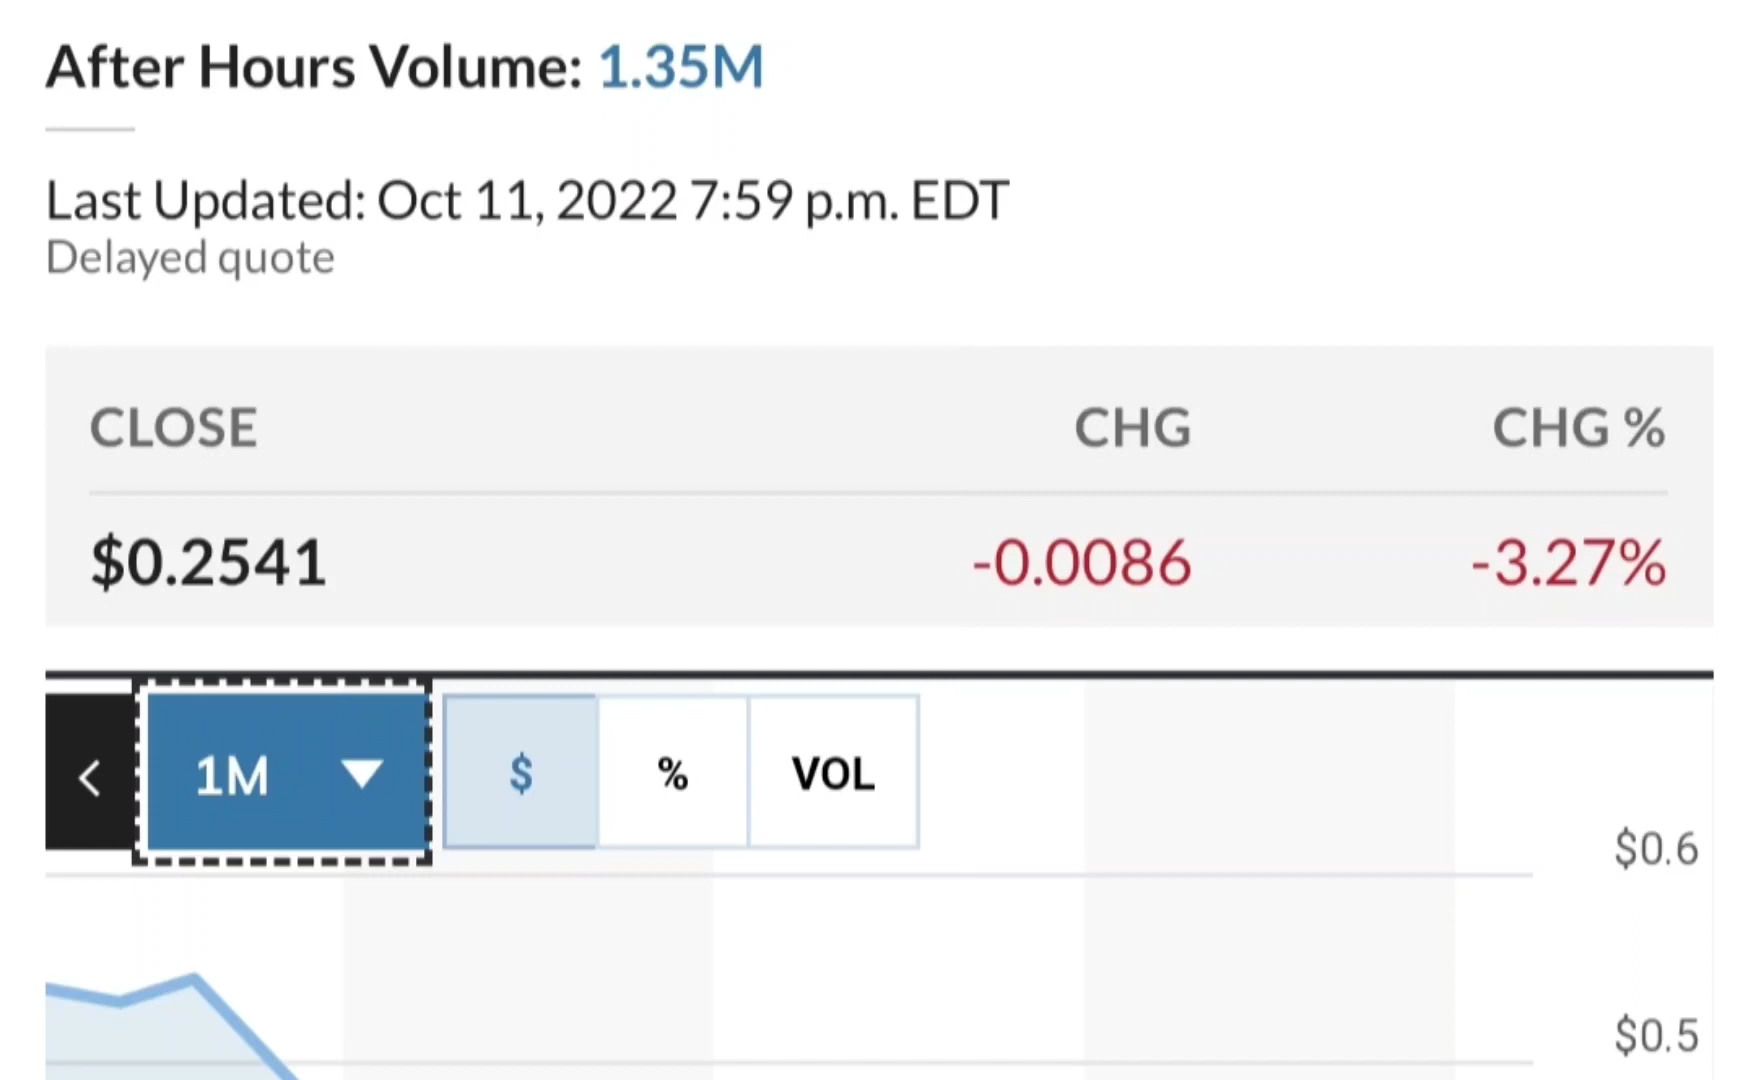 After Hours Volume: 1.35M
Last Updated: Oct 11, 2022 7:59 p.m. EDT
Delayed quote
CLOSE CHG CHG %
$0.2541 -0.0086 -3.27%
1M $ % VOL
$0.6
$0.5